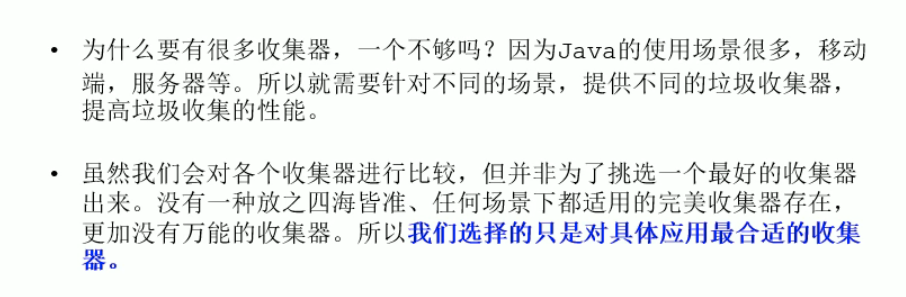 • 为什么要有很多收集器，一个不够吗？因为Java的使用场景很多，移动
端，服务器等。所以就需要针对不同的场景，提供不同的垃圾收集器，
提高垃圾收集的性能。
• 虽然我们会对各个收集器进行比较，但并非为了挑选一个最好的收集器
出来。没有一种放之四海皆准、任何场景下都适用的完美收集器存在，
更加没有万能的收集器。所以我们选择的只是对具体应用最合适的收集
器。